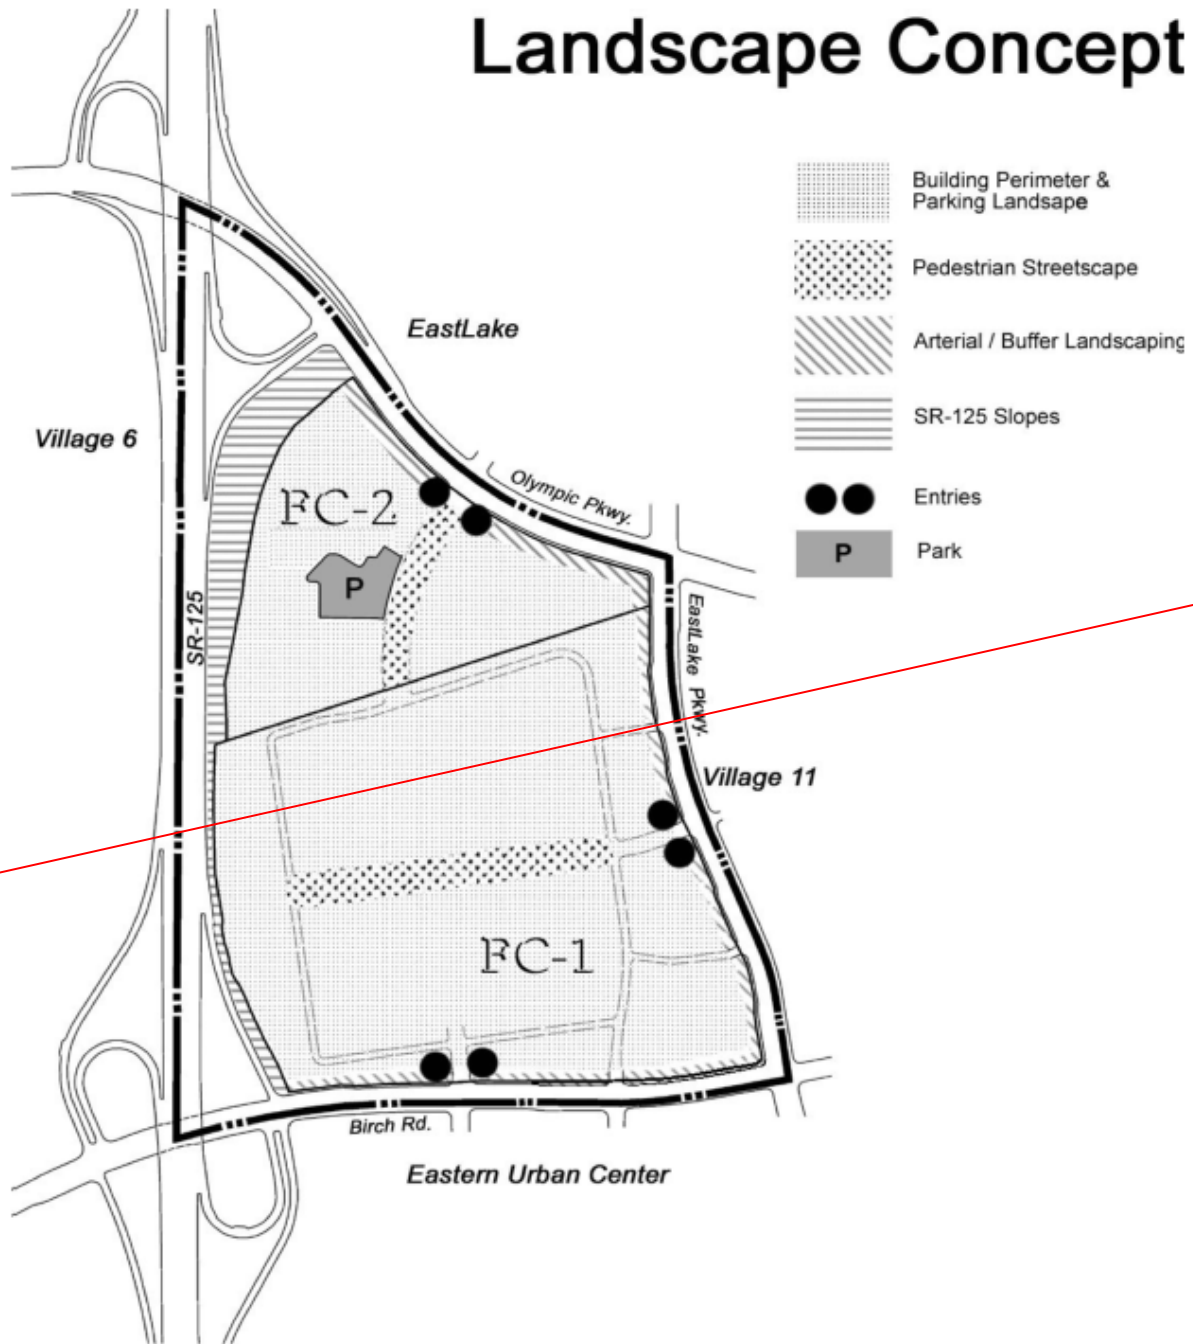 Landscape Concept
Building Perimeter &
Parking Landsape
Pedestrian Streetscape
Arterial / Buffer Landscaping
SR-125 Slopes
Entries
P
Park
EastLake
Village 6
Olympic Pkwy.
FC-2
P
SR-125
EastLake Pkwy.
Village 11
FC-1
Birch Rd.
Eastern Urban Center